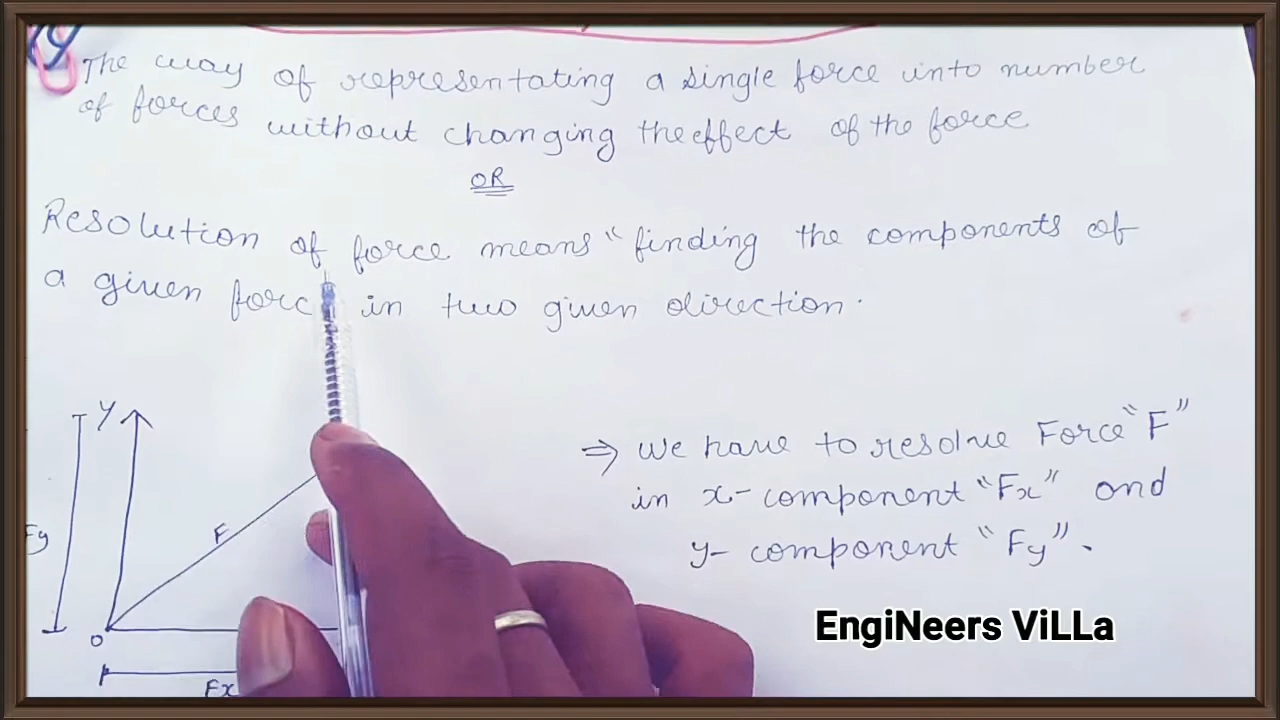 The way of representating a single force into number
of forces without changing the effect of the force
OR
Resolution of force means “finding the components of
a given forc in two given direction.
Y
F
Fy
O
Fx
⇒ we have to resolve Force “F”
in x-component “Fx” and
y- component “Fy”.
EngiNeers ViLLa